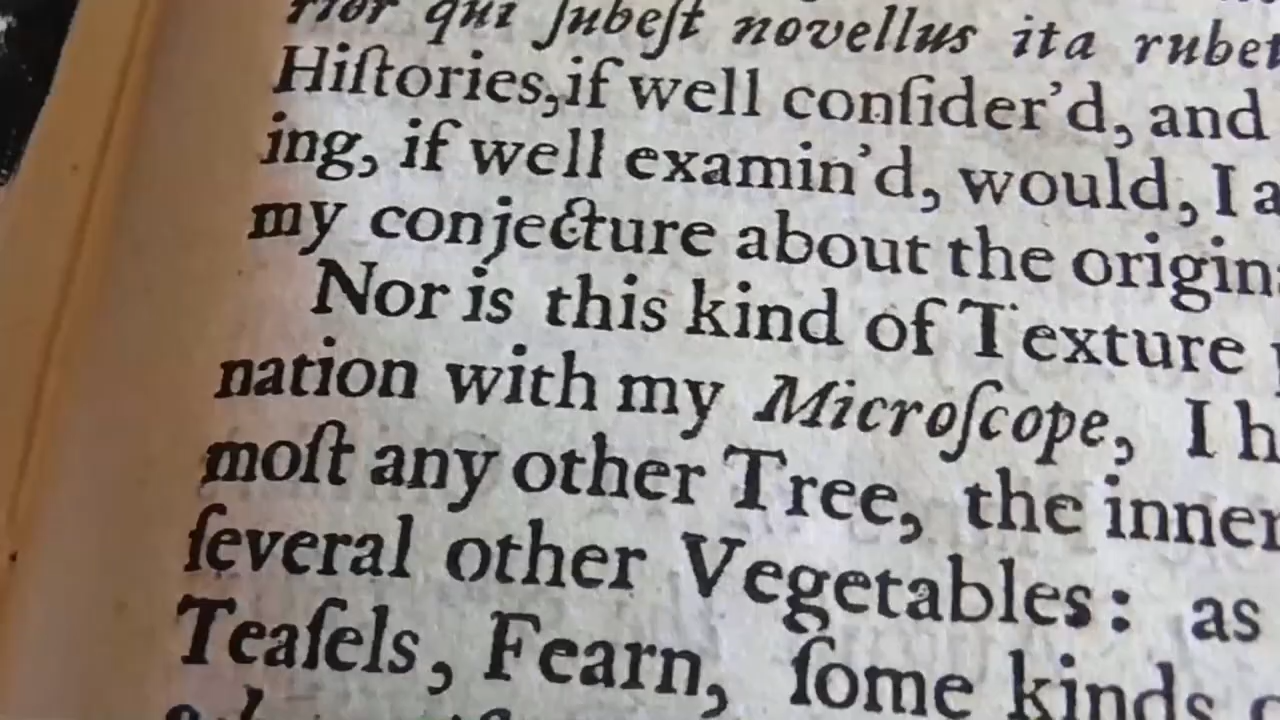 rior qui ſubeſt novellus ita rubet
Hiſtories,if well conſider'd, and
ing, if well examin'd, would, I a
my conjecture about the origin
Nor is this kind of Texture
nation with my Microſcope, I h
moſt any other Tree, the inner
ſeveral other Vegetables: as
Teaſels, Fearn, ſome kinds